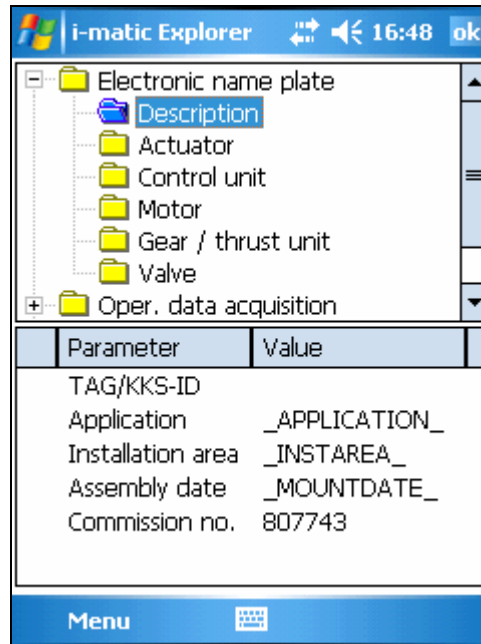 i-matic Explorer 16:48 ok
Electronic name plate
Description
Actuator
Control unit
Motor
Gear / thrust unit
Valve
Oper. data acquisition
Parameter Value
TAG/KKS-ID
Application _APPLICATION_
Installation area _INSTAREA_
Assembly date _MOUNTDATE_
Commission no. 807743
Menu